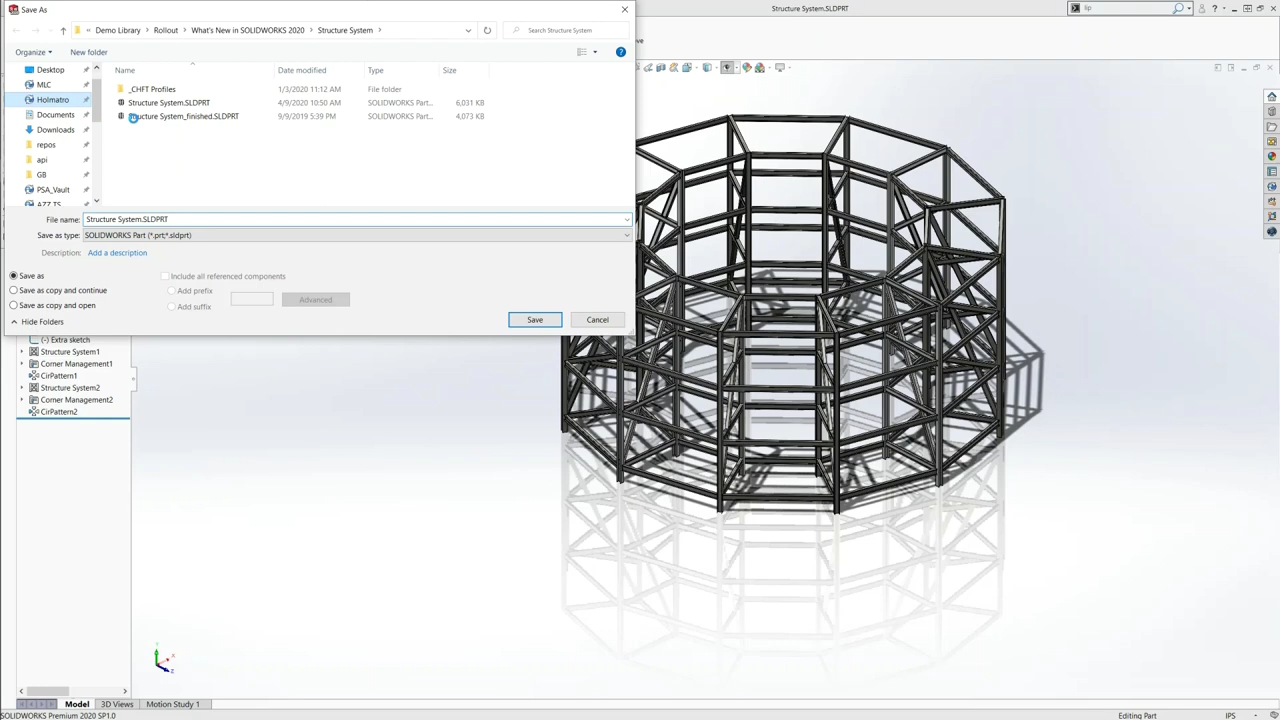 Save As
Structure System.SLDPRT
lip
Demo Library
Rollout
What's New in SOLIDWORKS 2020
Structure System
Search Structure System
Organize
New folder
Name
Date modified
Type
Size
Desktop
MLC
Holmatro
Documents
Downloads
repos
api
GB
PSA_Vault
AZZ TS
_CHFT Profiles 1/3/2020 11:12 AM File folder
Structure System.SLDPRT 4/9/2020 10:50 AM SOLIDWORKS Part... 6,031 KB
Structure System_finished.SLDPRT 9/9/2019 5:39 PM SOLIDWORKS Part... 4,073 KB
File name: Structure System.SLDPRT
Save as type: SOLIDWORKS Part (*.prt;*.sldprt)
Description: Add a description
Save as
Save as copy and continue
Save as copy and open
Include all referenced components
Add prefix
Add suffix
Advanced
Hide Folders
Save
Cancel
(-) Extra sketch
Structure System1
Corner Management1
CirPattern1
Structure System2
Corner Management2
CirPattern2
Model
3D Views
Motion Study 1
SOLIDWORKS Premium 2020 SP1.0
Editing Part
IPS